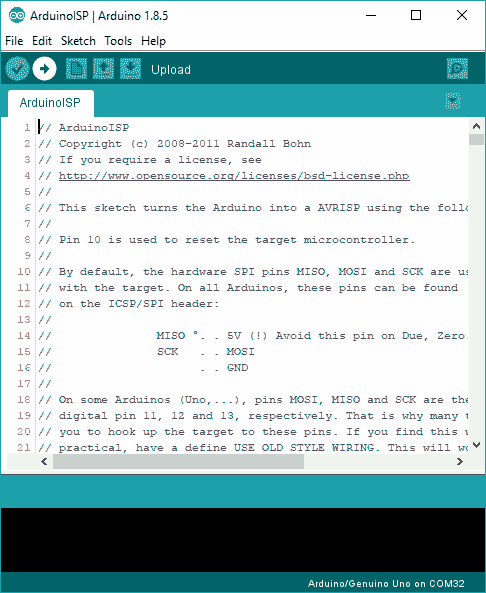 ArduinoISP | Arduino 1.8.5
File Edit Sketch Tools Help
Upload
ArduinoISP
1 // ArduinoISP
2 // Copyright (c) 2008-2011 Randall Bohn
3 // If you require a license, see
4 // http://www.opensource.org/licenses/bsd-license.php
5 //
6 // This sketch turns the Arduino into a AVRISP using the follo
7 //
8 // Pin 10 is used to reset the target microcontroller.
9 //
10 // By default, the hardware SPI pins MISO, MOSI and SCK are us
11 // with the target. On all Arduinos, these pins can be found
12 // on the ICSP/SPI header:
13 //
14 // MISO °. . 5V (!) Avoid this pin on Due, Zero.
15 // SCK . . MOSI
16 // . . GND
17 //
18 // On some Arduinos (Uno,...), pins MOSI, MISO and SCK are the
19 // digital pin 11, 12 and 13, respectively. That is why many t
20 // you to hook up the target to these pins. If you find this w
21 // practical, have a define USE OLD STYLE WIRING. This will wo
Arduino/Genuino Uno on COM32